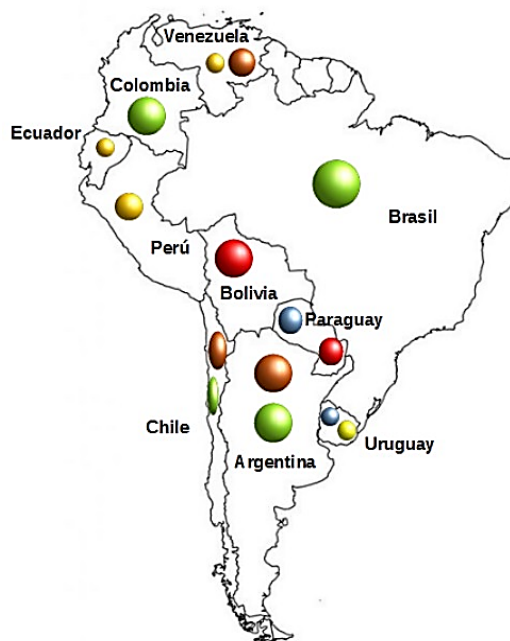 Venezuela
Colombia
Ecuador
Brasil
Perú
Bolivia
Paraguay
Chile
Uruguay
Argentina